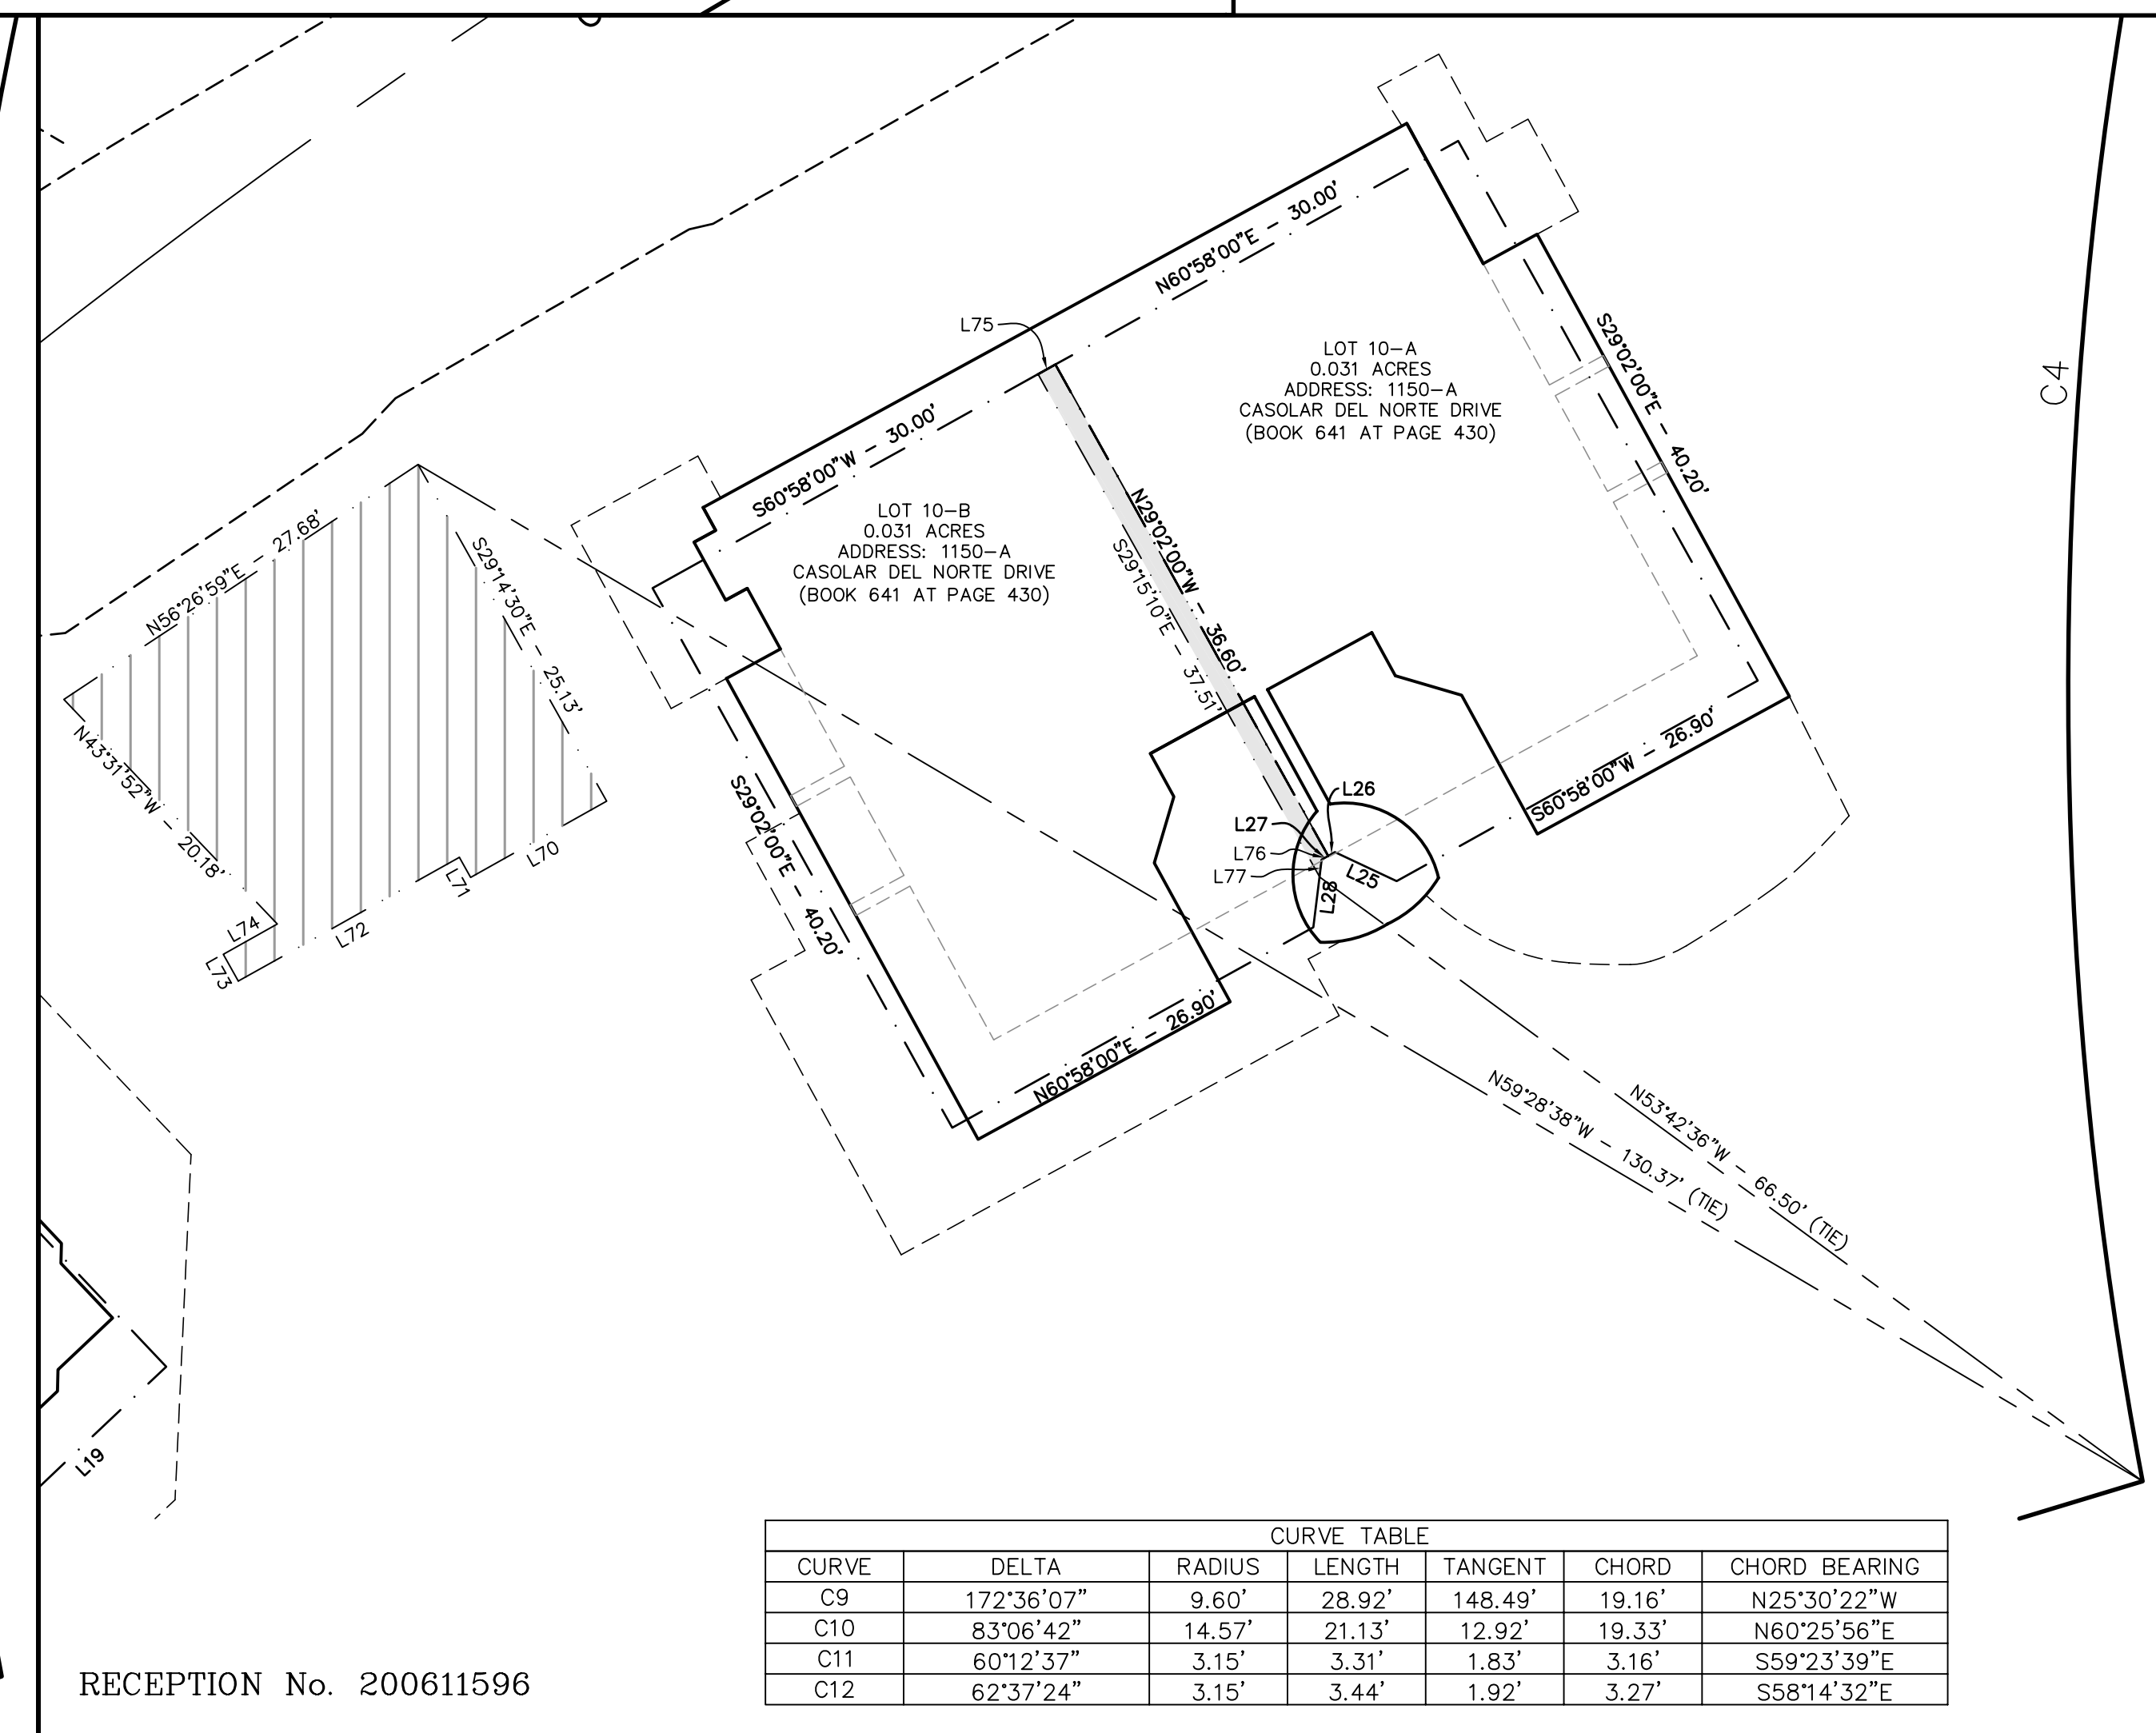 N60°58'00"E - 30.00'
L75
LOT 10-A
0.031 ACRES
ADDRESS: 1150-A
CASOLAR DEL NORTE DRIVE
(BOOK 641 AT PAGE 430)
S29°02'00"E - 40.20'
C4
S60°58'00"W - 30.00'
LOT 10-B
0.031 ACRES
ADDRESS: 1150-A
CASOLAR DEL NORTE DRIVE
(BOOK 641 AT PAGE 430)
N29°02'00"W - 36.60'
S29°15'10"E - 37.51'
N56°26'59"E - 27.68'
S29°14'30"E - 25.13'
N43°31'52"W - 20.18'
L70
L71
L72
L73
L74
S29°02'00"E - 40.20'
L26
L27
L76
L77
L25
L28
S60°58'00"W - 26.90'
N60°58'00"E - 26.90'
N59°28'38"W - 130.37' (TIE)
N53°42'36"W - 66.50' (TIE)
L19
CURVE TABLE
CURVE DELTA RADIUS LENGTH TANGENT CHORD CHORD BEARING
C9 172°36'07" 9.60' 28.92' 148.49' 19.16' N25°30'22"W
C10 83°06'42" 14.57' 21.13' 12.92' 19.33' N60°25'56"E
C11 60°12'37" 3.15' 3.31' 1.83' 3.16' S59°23'39"E
C12 62°37'24" 3.15' 3.44' 1.92' 3.27' S58°14'32"E
RECEPTION No. 200611596